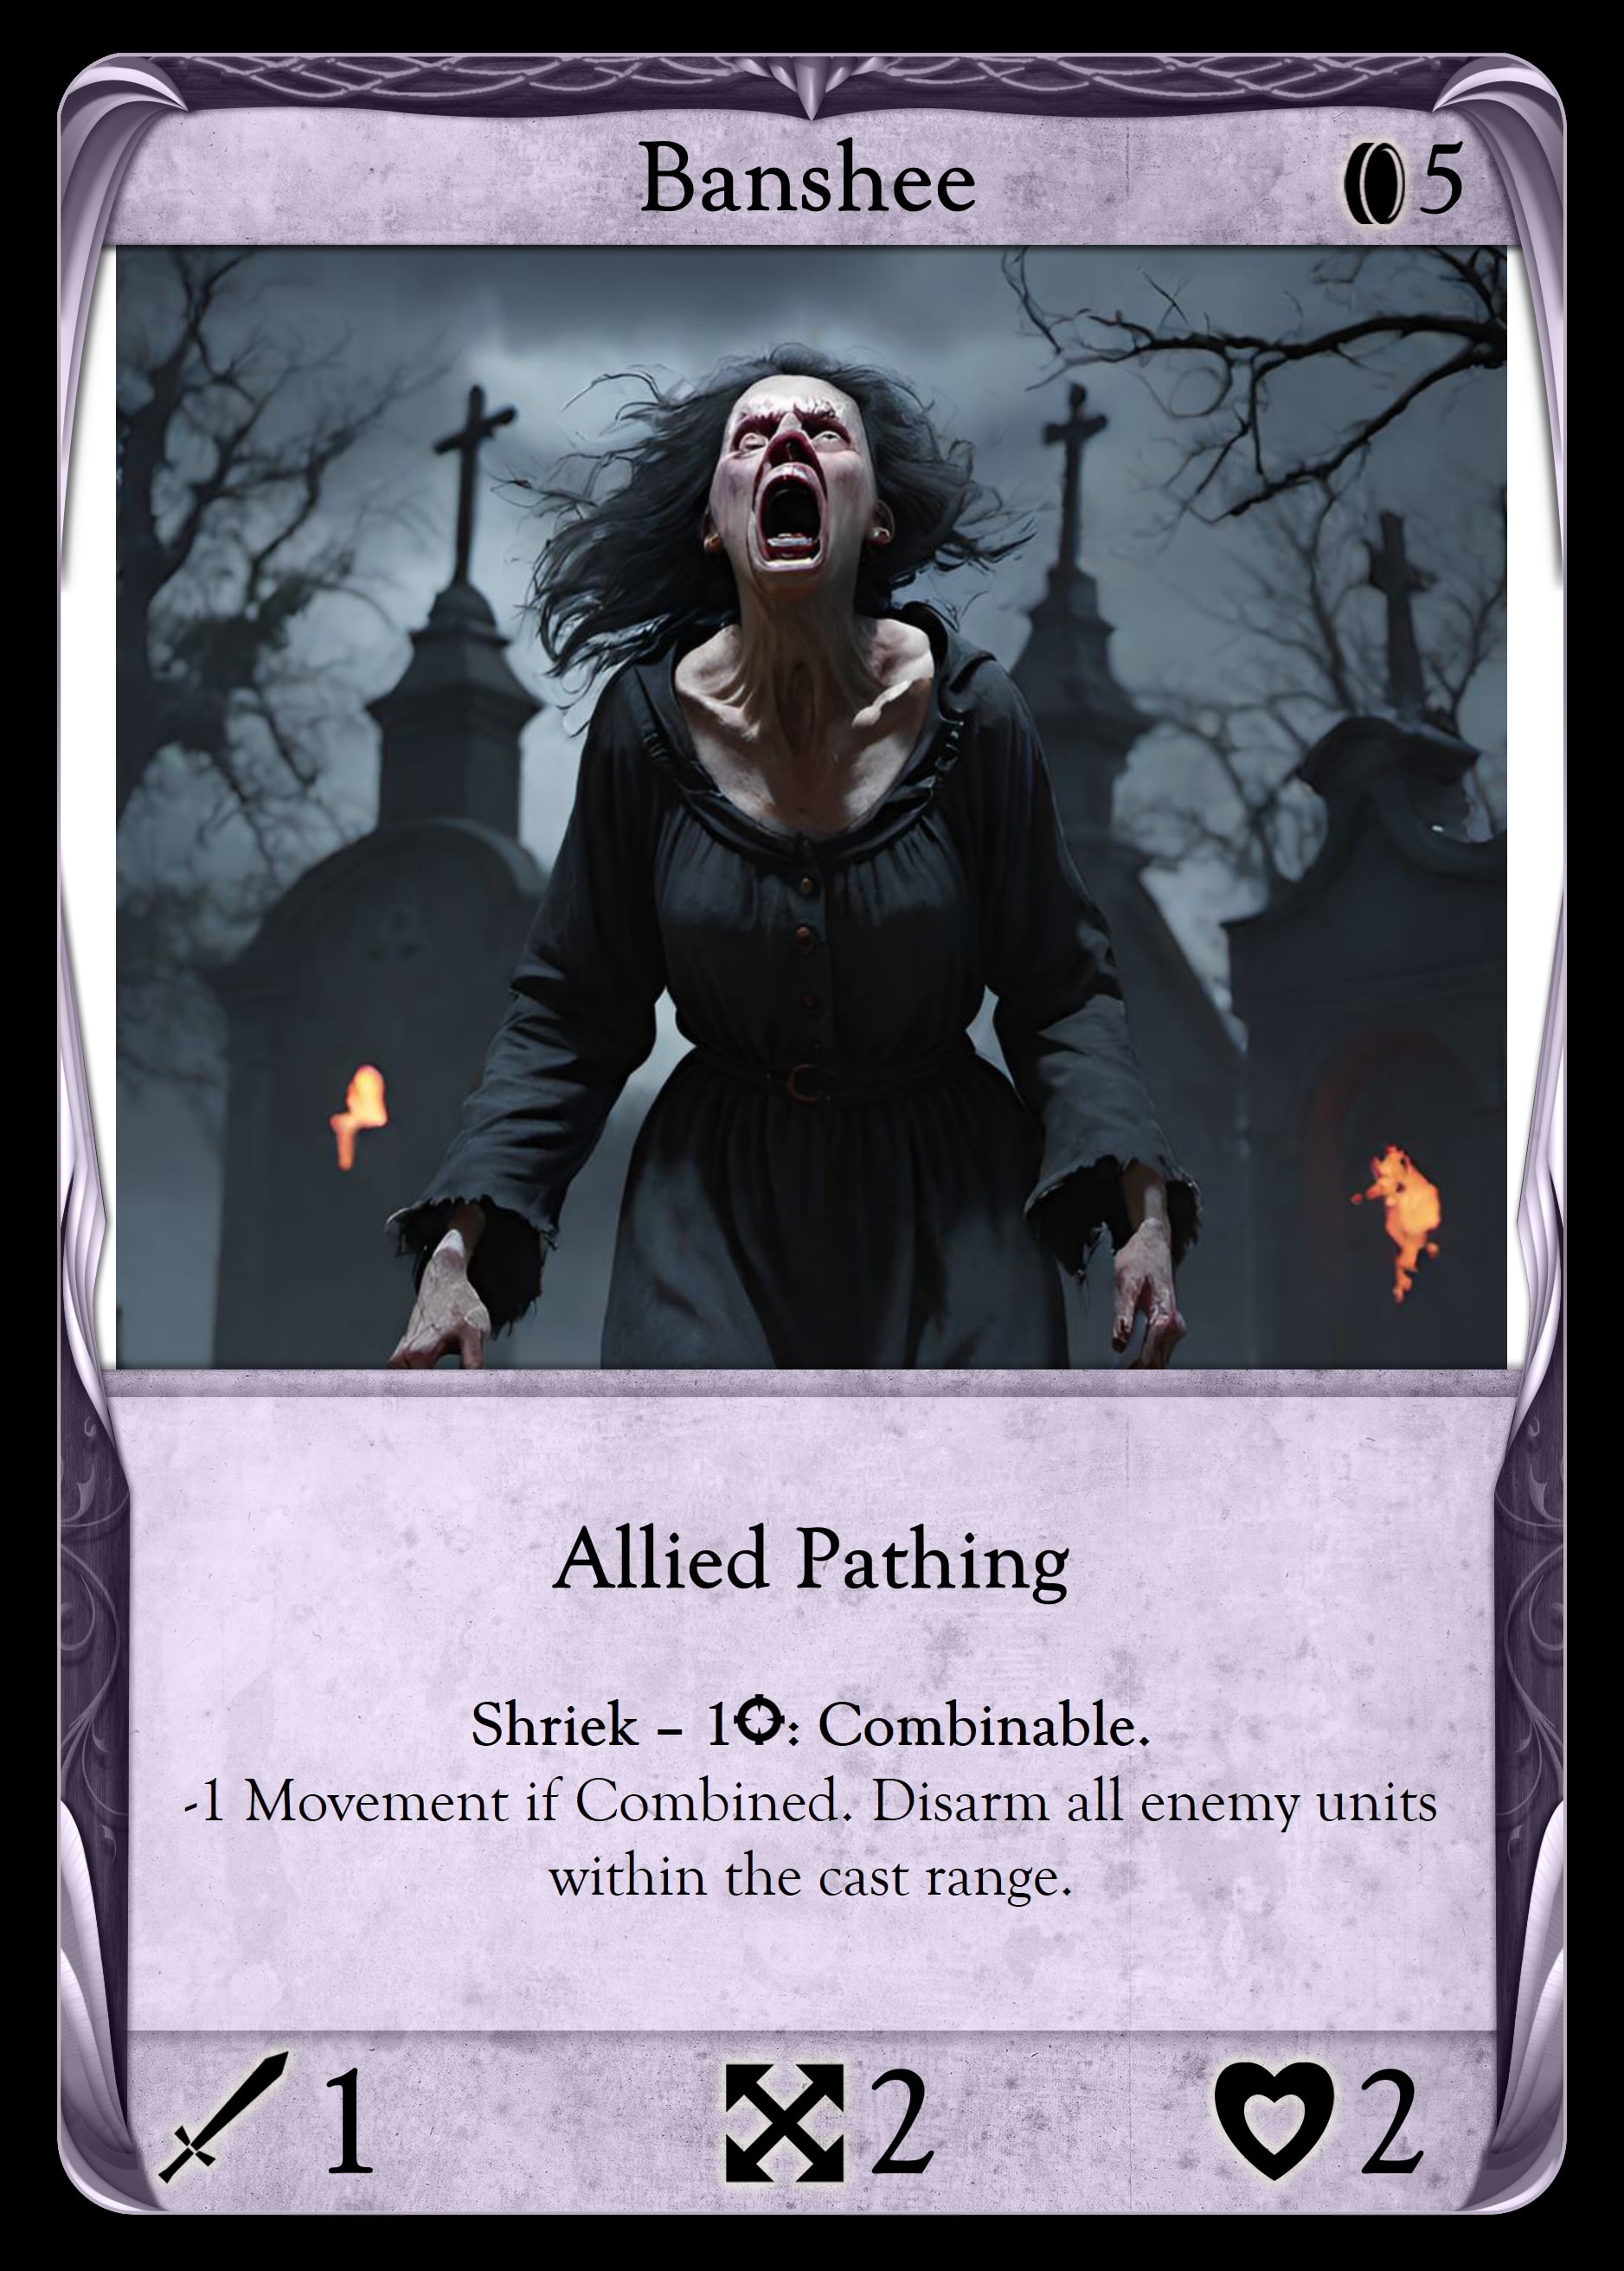 Banshee
5
Allied Pathing
Shriek – 1: Combinable.
-1 Movement if Combined. Disarm all enemy units
within the cast range.
1
2
2